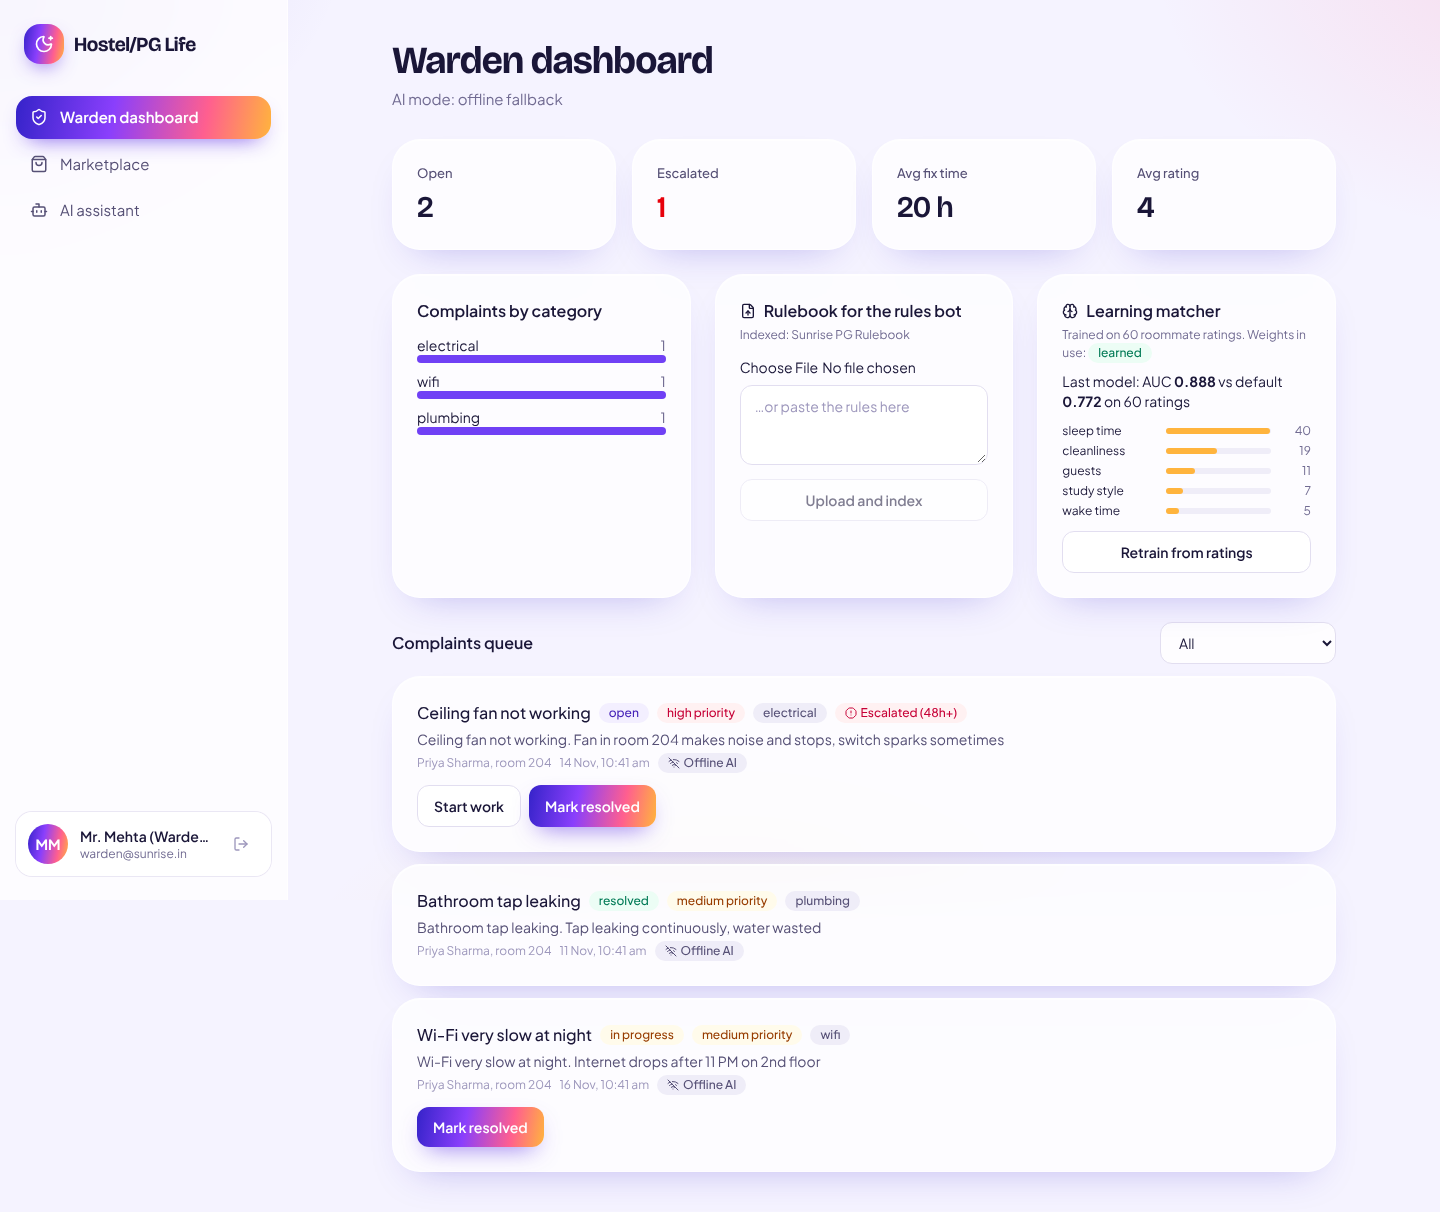 Hostel/PG Life
Warden dashboard
Marketplace
AI assistant
Mr. Mehta (Warde...
MM
warden@sunrise.in
Warden dashboard
AI mode: offline fallback
Open
2
Escalated
1
Avg fix time
20 h
Avg rating
4
Complaints by category
electrical 1
wifi 1
plumbing 1
Rulebook for the rules bot
Indexed: Sunrise PG Rulebook
Choose File No file chosen
...or paste the rules here
Upload and index
Learning matcher
Trained on 60 roommate ratings. Weights in
use: learned
Last model: AUC 0.888 vs default
0.772 on 60 ratings
sleep time 40
cleanliness 19
guests 11
study style 7
wake time 5
Retrain from ratings
Complaints queue
All
Ceiling fan not working open high priority electrical Escalated (48h+)
Ceiling fan not working. Fan in room 204 makes noise and stops, switch sparks sometimes
Priya Sharma, room 204 14 Nov, 10:41 am Offline AI
Start work Mark resolved
Bathroom tap leaking resolved medium priority plumbing
Bathroom tap leaking. Tap leaking continuously, water wasted
Priya Sharma, room 204 11 Nov, 10:41 am Offline AI
Wi-Fi very slow at night in progress medium priority wifi
Wi-Fi very slow at night. Internet drops after 11 PM on 2nd floor
Priya Sharma, room 204 16 Nov, 10:41 am Offline AI
Mark resolved